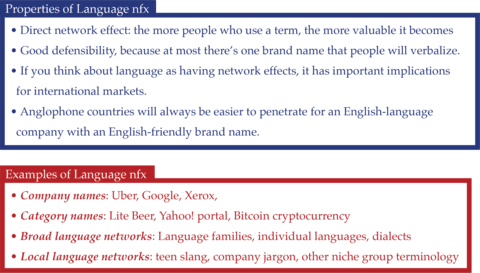 Properties of Language nfx
• Direct network effect: the more people who use a term, the more valuable it becomes
• Good defensibility, because at most there's one brand name that people will verbalize.
• If you think about language as having network effects, it has important implications
for international markets.
• Anglophone countries will always be easier to penetrate for an English-language
company with an English-friendly brand name.
Examples of Language nfx
• Company names: Uber, Google, Xerox,
• Category names: Lite Beer, Yahoo! portal, Bitcoin cryptocurrency
• Broad language networks: Language families, individual languages, dialects
• Local language networks: teen slang, company jargon, other niche group terminology